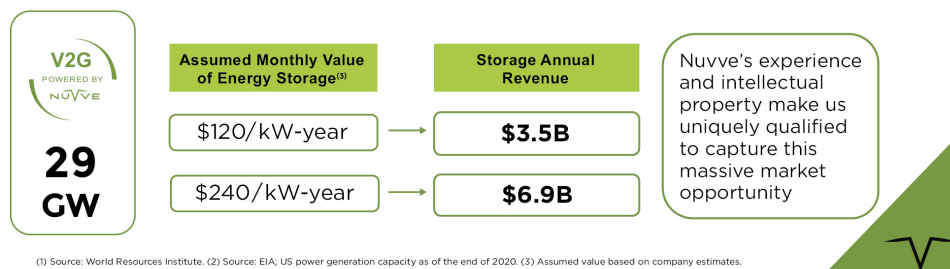 V2G
POWERED BY
NUVVE
29
GW
Assumed Monthly Value
of Energy Storage(3)
Storage Annual
Revenue
$120/kW-year
$3.5B
$240/kW-year
$6.9B
Nuvve's experience
and intellectual
property make us
uniquely qualified
to capture this
massive market
opportunity
(1) Source: World Resources Institute. (2) Source: EIA; US power generation capacity as of the end of 2020. (3) Assumed value based on company estimates.